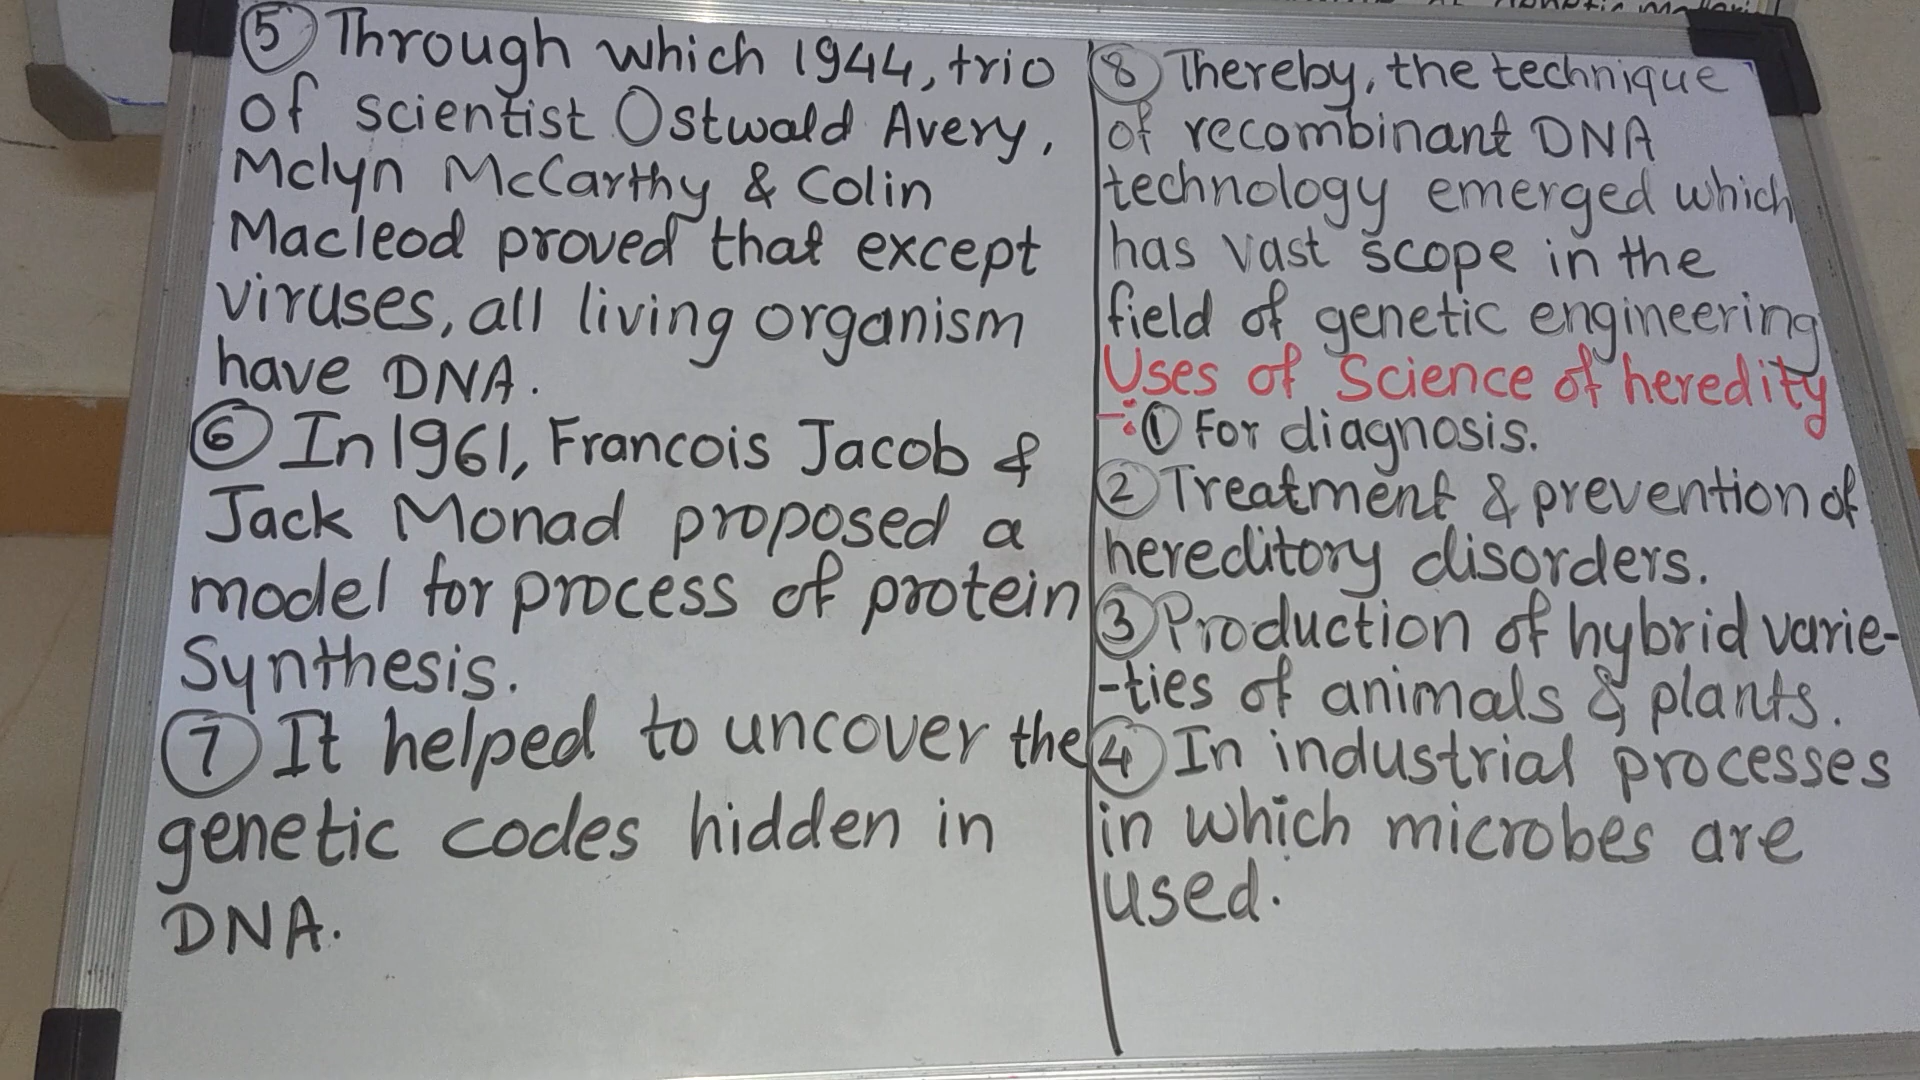 ⑤ Through which 1944, trio
of scientist Ostwald Avery,
Mclyn McCarthy & Colin
Macleod proved that except
viruses, all living organism
have DNA.
⑥ In 1961, Francois Jacob &
Jack Monad proposed a
model for process of protein
Synthesis.
⑦ It helped to uncover the
genetic codes hidden in
DNA.
⑧ Thereby, the technique
of recombinant DNA
technology emerged which
has vast scope in the
field of genetic engineering
Uses of Science of heredity
-: ① For diagnosis.
② Treatment & prevention of
hereditory disorders.
③ Production of hybrid varie-
-ties of animals & plants.
④ In industrial processes
in which microbes are
used.